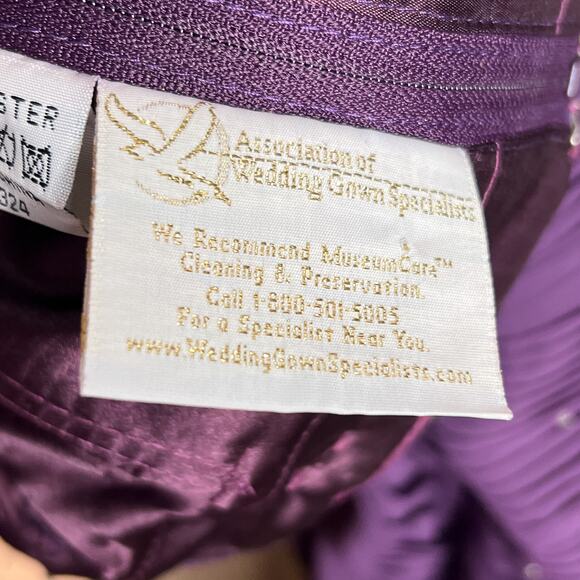 STER
324
Association of
Wedding Gown Specialists
We Recommend MuseumCare™
Cleaning & Preservation.
Call 1-800-501-5005
For a Specialist Near You.
www.WeddingGownSpecialists.com